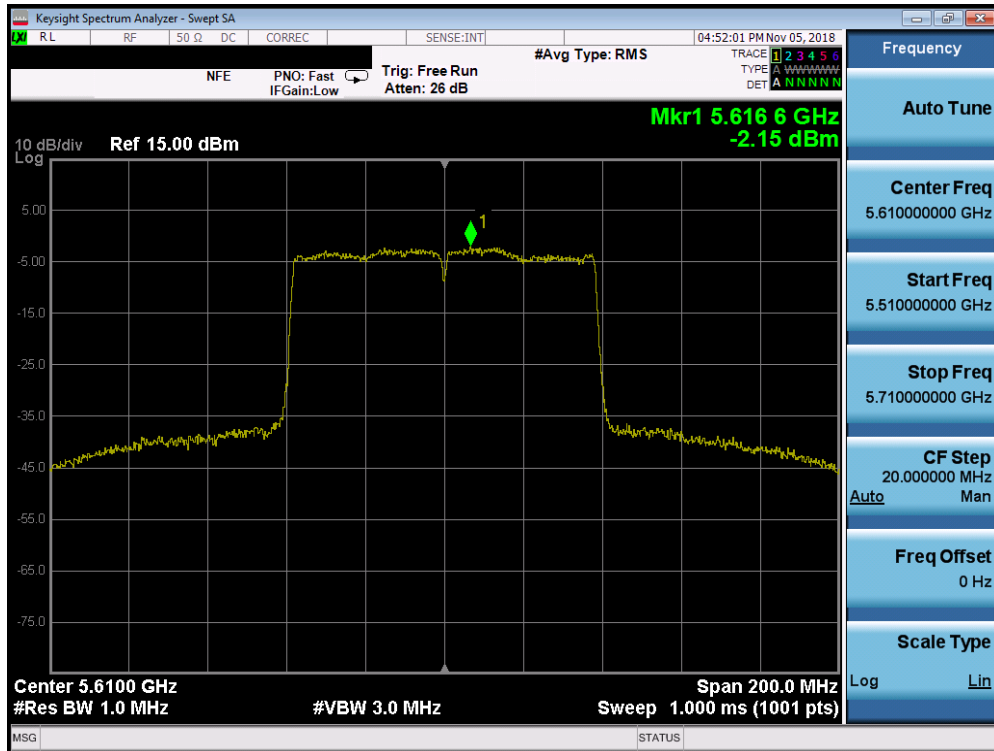 Keysight Spectrum Analyzer - Swept SA
LXI RL RF 50 Ω DC CORREC SENSE:INT 04:52:01 PM Nov 05, 2018
NFE PNO: Fast IFGain:Low Trig: Free Run Atten: 26 dB #Avg Type: RMS
TRACE 1 2 3 4 5 6
TYPE A WWWWW
DET A N N N N N
Mkr1 5.616 6 GHz
-2.15 dBm
10 dB/div Ref 15.00 dBm
Log
5.00
1
-5.00
-15.0
-25.0
-35.0
-45.0
-55.0
-65.0
-75.0
Center 5.6100 GHz Span 200.0 MHz
#Res BW 1.0 MHz #VBW 3.0 MHz Sweep 1.000 ms (1001 pts)
MSG STATUS
Frequency
Auto Tune
Center Freq
5.610000000 GHz
Start Freq
5.510000000 GHz
Stop Freq
5.710000000 GHz
CF Step
20.000000 MHz
Auto Man
Freq Offset
0 Hz
Scale Type
Log Lin